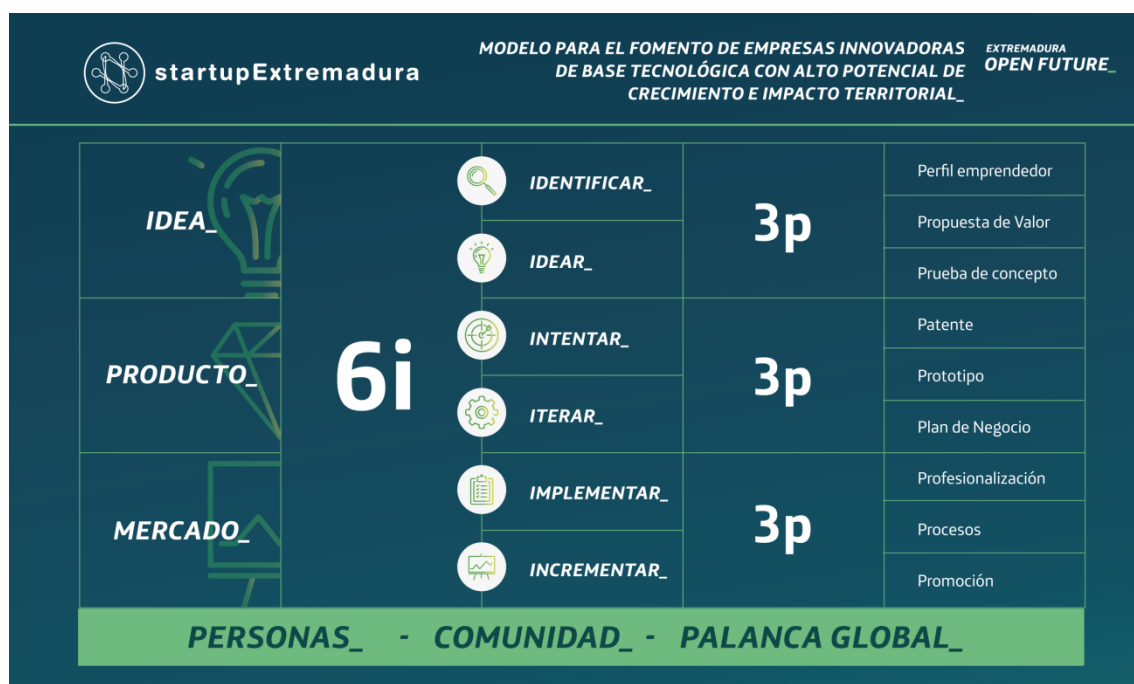 startupExtremadura
MODELO PARA EL FOMENTO DE EMPRESAS INNOVADORAS
DE BASE TECNOLÓGICA CON ALTO POTENCIAL DE
CRECIMIENTO E IMPACTO TERRITORIAL_
EXTREMADURA
OPEN FUTURE_
IDEA_
PRODUCTO_
MERCADO_
6i
IDENTIFICAR_
IDEAR_
INTENTAR_
ITERAR_
IMPLEMENTAR_
INCREMENTAR_
3p
Perfil emprendedor
Propuesta de Valor
Prueba de concepto
3p
Patente
Prototipo
Plan de Negocio
3p
Profesionalización
Procesos
Promoción
PERSONAS_ - COMUNIDAD_ - PALANCA GLOBAL_